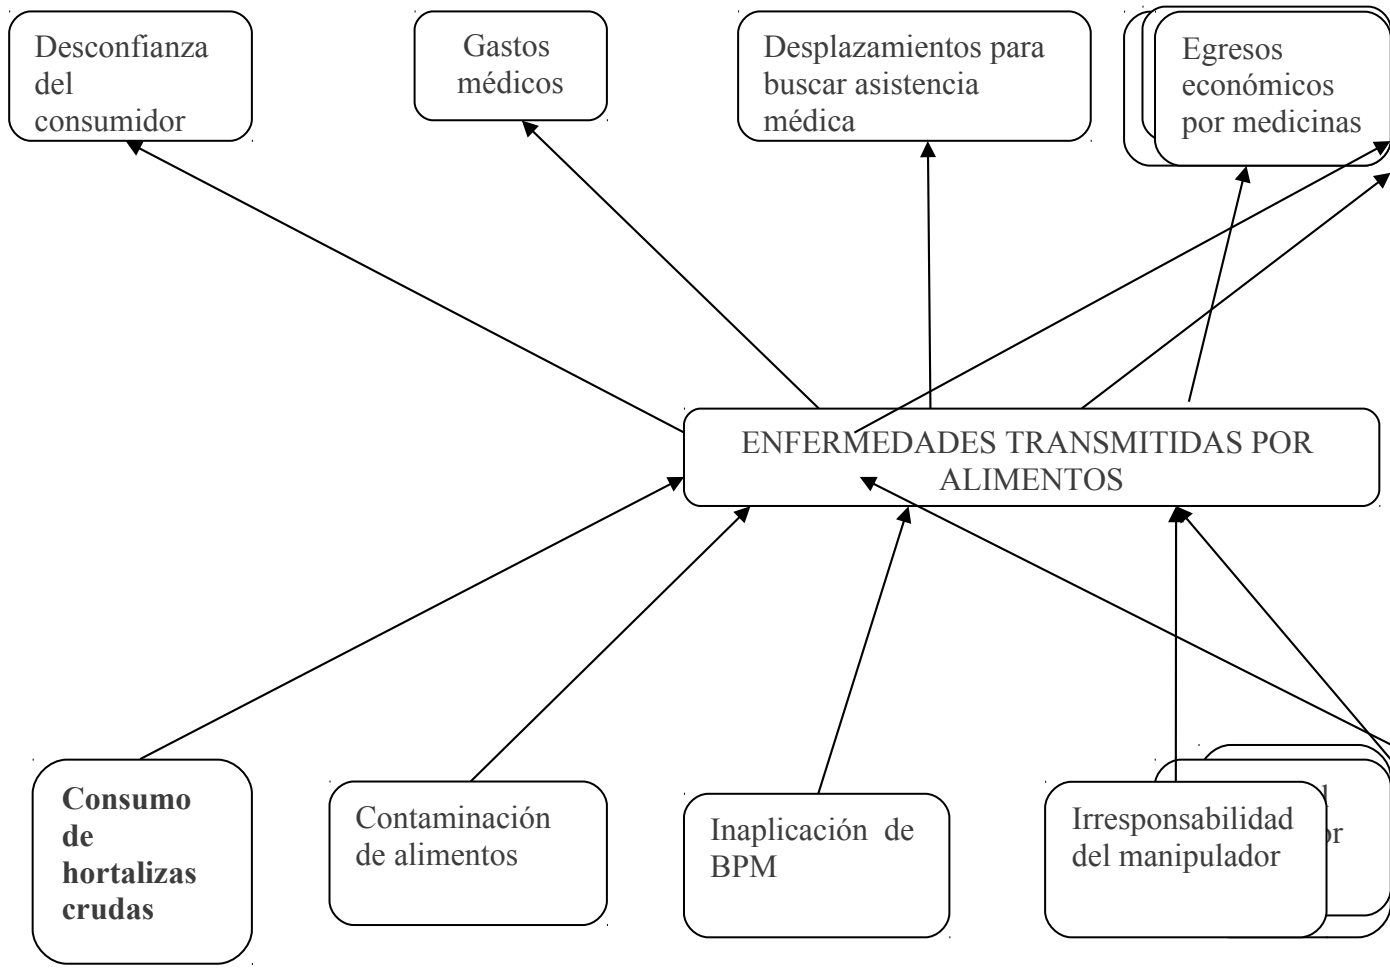 Desconfianza
del
consumidor
Gastos
médicos
Desplazamientos para
buscar asistencia
médica
Egresos
económicos
por medicinas
ENFERMEDADES TRANSMITIDAS POR
ALIMENTOS
Consumo
de
hortalizas
crudas
Contaminación
de alimentos
Inaplicación de
BPM
Irresponsabilidad
del manipulador